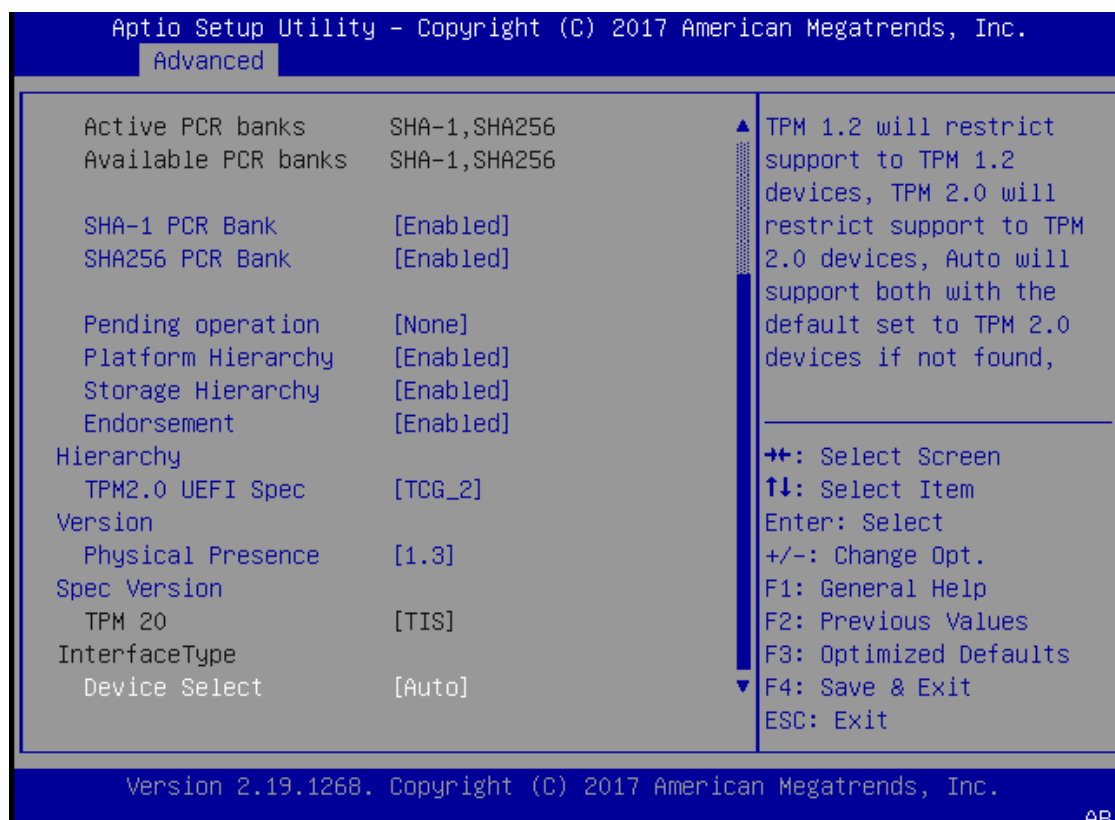 Aptio Setup Utility – Copyright (C) 2017 American Megatrends, Inc.
Advanced
Active PCR banks SHA-1,SHA256
Available PCR banks SHA-1,SHA256
SHA-1 PCR Bank [Enabled]
SHA256 PCR Bank [Enabled]
Pending operation [None]
Platform Hierarchy [Enabled]
Storage Hierarchy [Enabled]
Endorsement [Enabled]
Hierarchy
TPM2.0 UEFI Spec [TCG_2]
Version
Physical Presence [1.3]
Spec Version
TPM 20 [TIS]
InterfaceType
Device Select [Auto]
TPM 1.2 will restrict
support to TPM 1.2
devices, TPM 2.0 will
restrict support to TPM
2.0 devices, Auto will
support both with the
default set to TPM 2.0
devices if not found,
→←: Select Screen
↑↓: Select Item
Enter: Select
+/-: Change Opt.
F1: General Help
F2: Previous Values
F3: Optimized Defaults
F4: Save & Exit
ESC: Exit
Version 2.19.1268. Copyright (C) 2017 American Megatrends, Inc.
AB